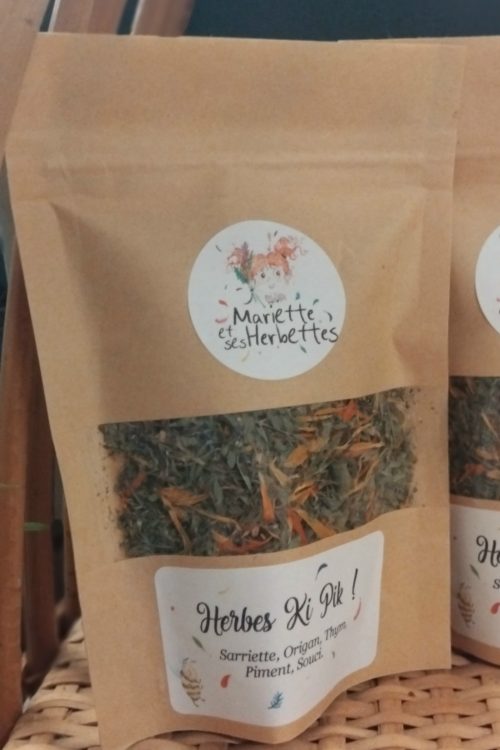 Mariette
et
ses Herbettes
Herbes Ki Pik !
Sarriette, Origan, Thym,
Piment, Souci.